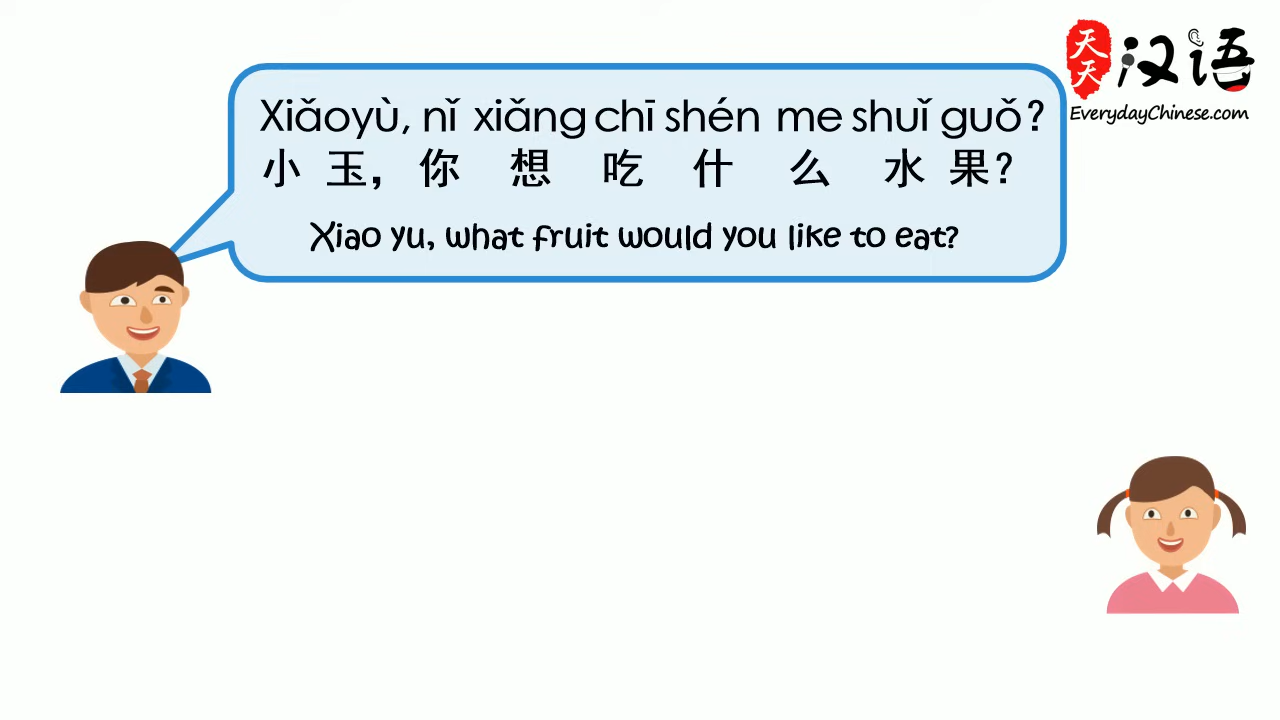 天天汉语
EverydayChinese.com
Xiǎoyù, nǐ xiǎng chī shén me shuǐ guǒ?
小 玉， 你 想 吃 什 么 水 果？
Xiao yu, what fruit would you like to eat?